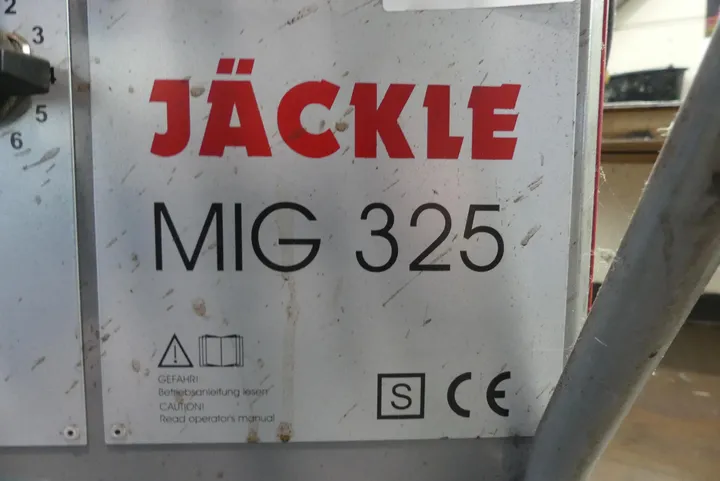 2
3
4
5
6
JÄCKLE
MIG 325
GEFAHR!
Betriebsanleitung lesen
CAUTION!
Read operator's manual
S CE